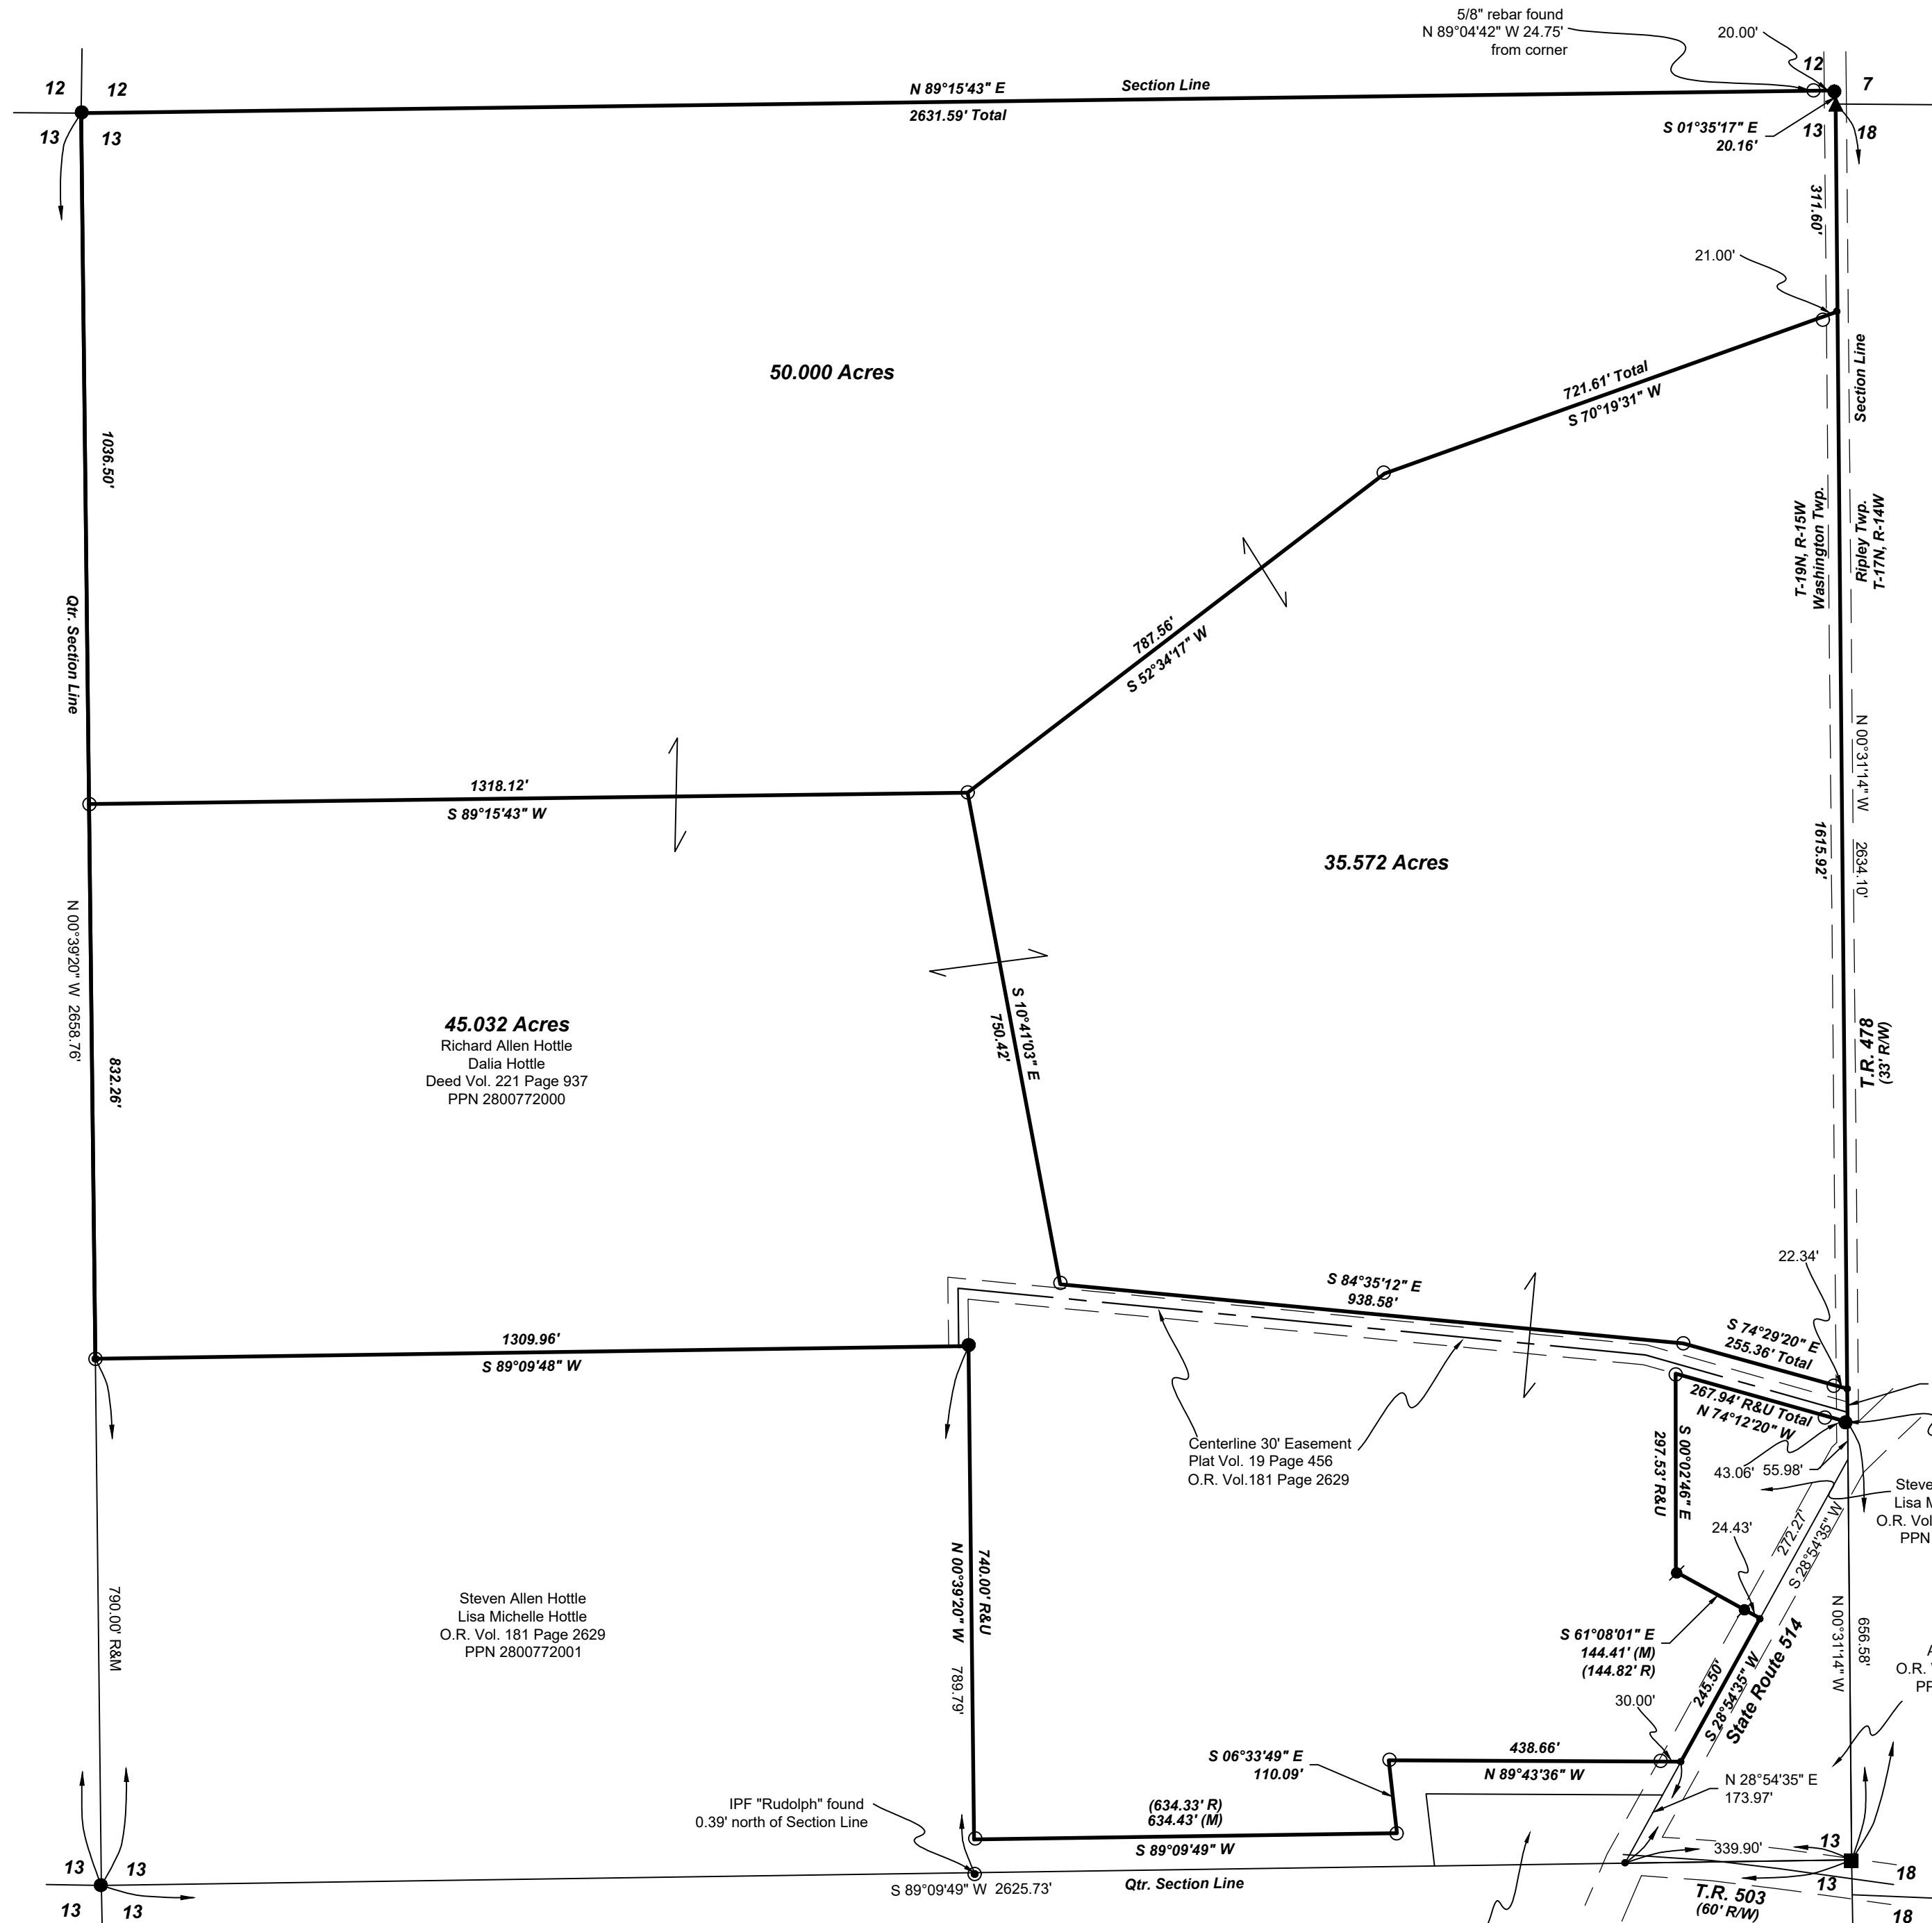 5/8" rebar found
N 89°04'42" W 24.75'
from corner
20.00'
12
12
12
7
N 89°15'43" E
Section Line
2631.59' Total
13
13
13
18
S 01°35'17" E
20.16'
311.60'
21.00'
Section Line
50.000 Acres
721.61' Total
S 70°19'31" W
1036.50'
T-19N, R-15W
Washington Twp.
Ripley Twp.
T-17N, R-14W
Qtr. Section Line
787.56'
S 52°34'17" W
N 00°31'14" W 2634.10'
1318.12'
S 89°15'43" W
1615.92'
35.572 Acres
N 00°39'20" W 2658.76'
S 10°41'03" E
750.42'
45.032 Acres
Richard Allen Hottle
Dalia Hottle
Deed Vol. 221 Page 937
PPN 2800772000
832.26'
T.R. 478
(33' R/W)
22.34'
S 84°35'12" E
938.58'
S 74°29'20" E
255.36' Total
1309.96'
S 89°09'48" W
267.94' R&U Total
N 74°12'20" W
Centerline 30' Easement
Plat Vol. 19 Page 456
O.R. Vol.181 Page 2629
S 00°02'46" E
297.53' R&U
43.06'
55.98'
Steve
Lisa M
O.R. Vol
PPN
24.43'
272.27'
S 28°54'35" W
740.00' R&U
N 00°39'20" W
789.79'
790.00' R&M
Steven Allen Hottle
Lisa Michelle Hottle
O.R. Vol. 181 Page 2629
PPN 2800772001
N 00°31'14" W
656.58'
S 61°08'01" E
144.41' (M)
(144.82' R)
245.50'
S 28°54'35" W
State Route 514
O.R.
30.00'
438.66'
N 89°43'36" W
S 06°33'49" E
110.09'
N 28°54'35" E
173.97'
IPF "Rudolph" found
0.39' north of Section Line
(634.33' R)
634.43' (M)
S 89°09'49" W
339.90'
13
13
13
18
S 89°09'49" W 2625.73'
Qtr. Section Line
13
13
13
T.R. 503
(60' R/W)
18